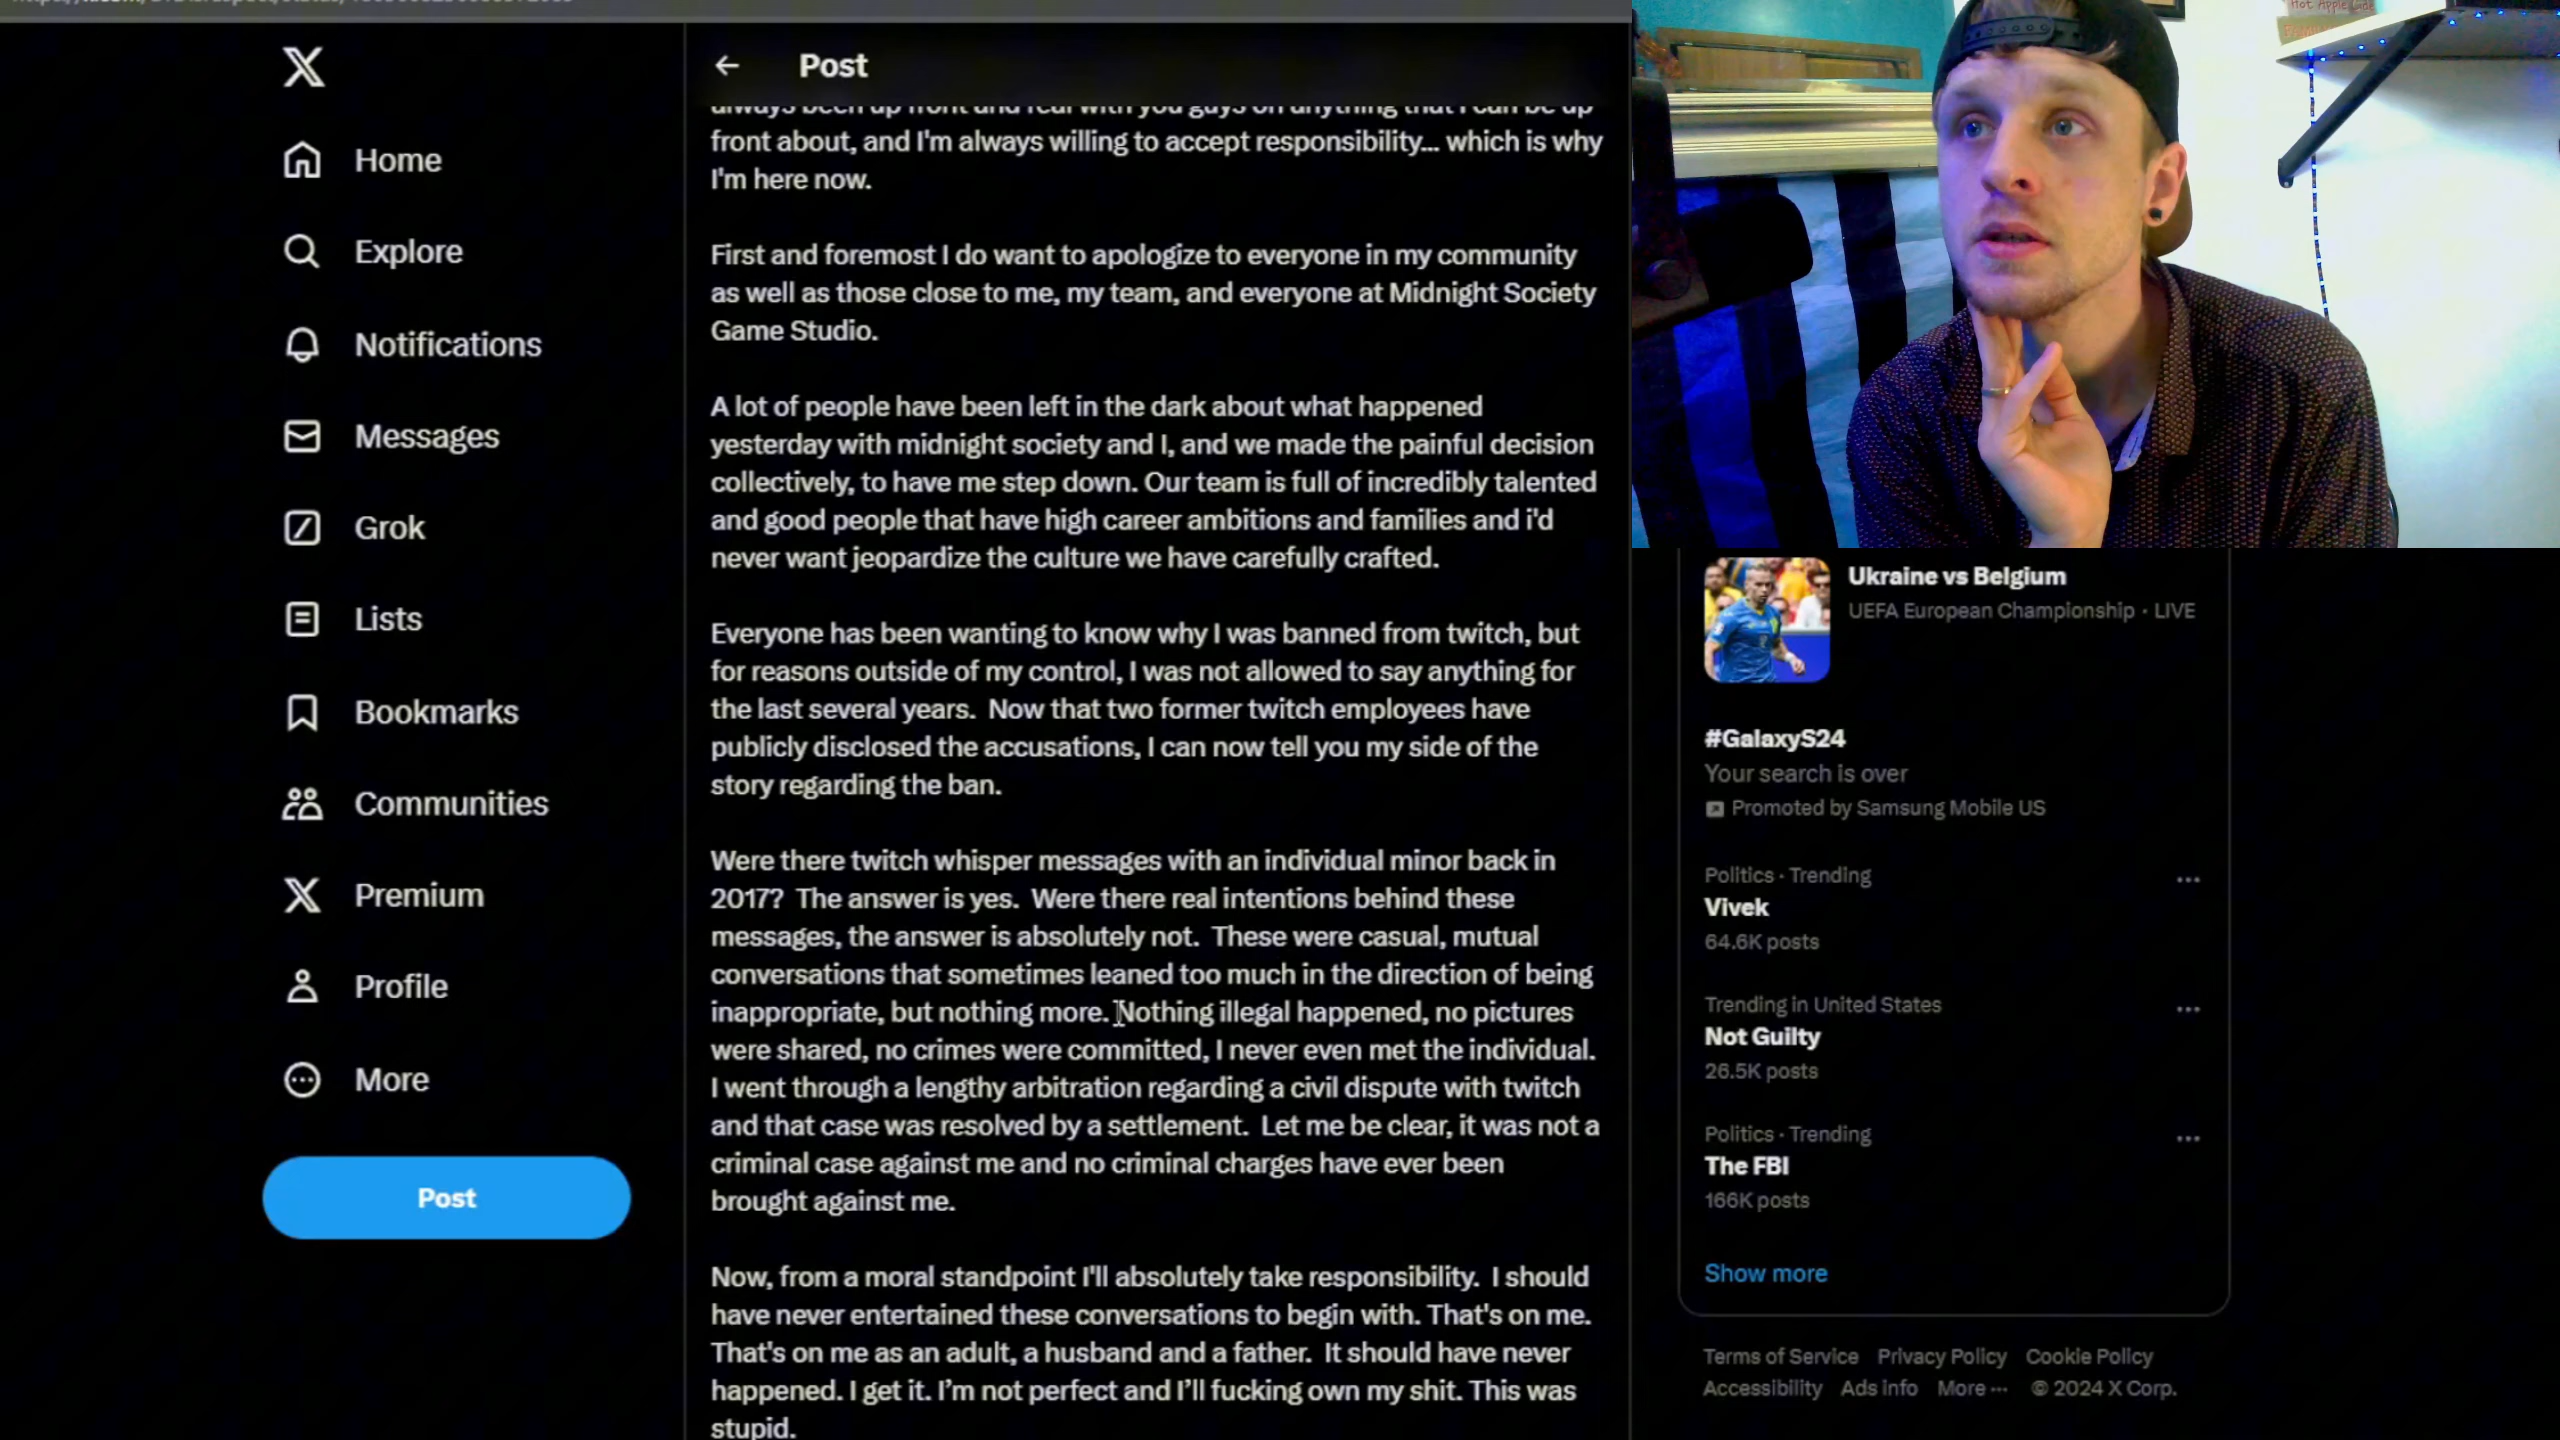 Post
always been up front and real with you guys on anything that I can be up
front about, and I'm always willing to accept responsibility... which is why
I'm here now.
First and foremost I do want to apologize to everyone in my community
as well as those close to me, my team, and everyone at Midnight Society
Game Studio.
A lot of people have been left in the dark about what happened
yesterday with midnight society and I, and we made the painful decision
collectively, to have me step down. Our team is full of incredibly talented
and good people that have high career ambitions and families and i'd
never want jeopardize the culture we have carefully crafted.
Everyone has been wanting to know why I was banned from twitch, but
for reasons outside of my control, I was not allowed to say anything for
the last several years. Now that two former twitch employees have
publicly disclosed the accusations, I can now tell you my side of the
story regarding the ban.
Were there twitch whisper messages with an individual minor back in
2017? The answer is yes. Were there real intentions behind these
messages, the answer is absolutely not. These were casual, mutual
conversations that sometimes leaned too much in the direction of being
inappropriate, but nothing more. Nothing illegal happened, no pictures
were shared, no crimes were committed, I never even met the individual.
I went through a lengthy arbitration regarding a civil dispute with twitch
and that case was resolved by a settlement. Let me be clear, it was not a
criminal case against me and no criminal charges have ever been
brought against me.
Now, from a moral standpoint I'll absolutely take responsibility. I should
have never entertained these conversations to begin with. That's on me.
That's on me as an adult, a husband and a father. It should have never
happened. I get it. I'm not perfect and I'll fucking own my shit. This was
stupid.
Home
Explore
Notifications
Messages
Grok
Lists
Bookmarks
Communities
Premium
Profile
More
Post
Hot Apple
Ukraine vs Belgium
UEFA European Championship · LIVE
#GalaxyS24
Your search is over
Promoted by Samsung Mobile US
Politics · Trending
Vivek
64.6K posts
Trending in United States
Not Guilty
26.5K posts
Politics · Trending
The FBI
166K posts
Show more
Terms of Service Privacy Policy Cookie Policy
Accessibility Ads info More ··· © 2024 X Corp.